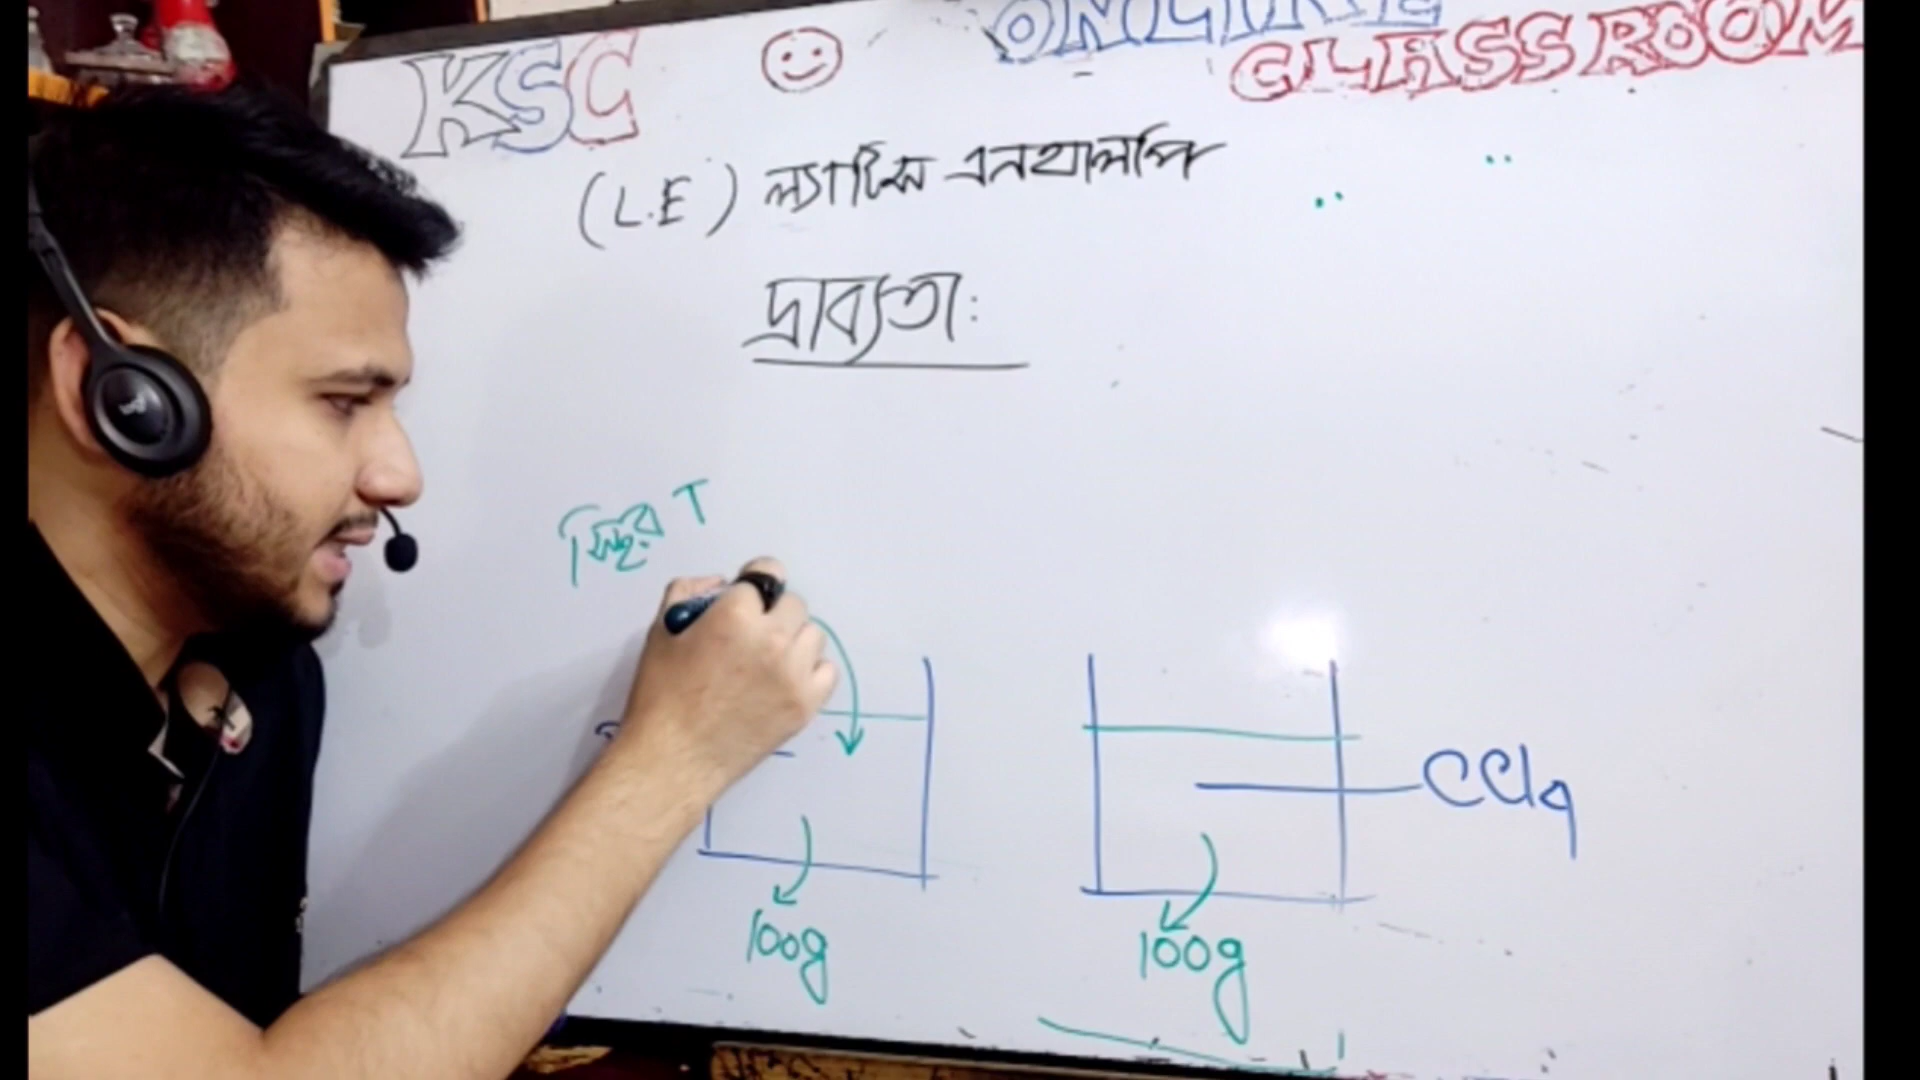 KSC ONLINE
CLASS ROOM
(L.E) ল্যাটিস এনথালপি
দ্রাব্যতা:
স্থির T
CCl4
100g 100g